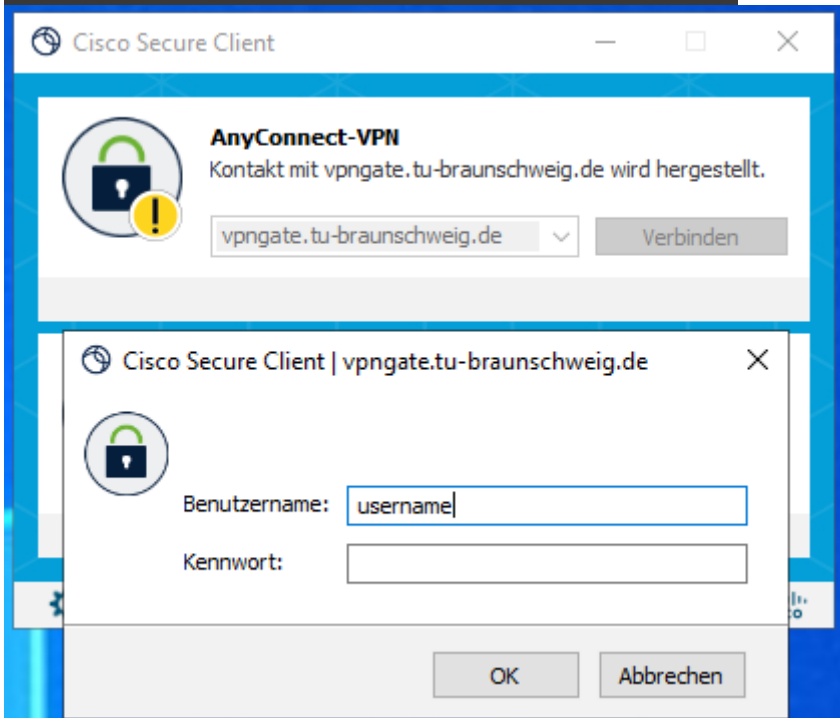 Cisco Secure Client
AnyConnect-VPN
Kontakt mit vpngate.tu-braunschweig.de wird hergestellt.
vpngate.tu-braunschweig.de
Verbinden
Cisco Secure Client | vpngate.tu-braunschweig.de
Benutzername:
username
Kennwort:
OK
Abbrechen